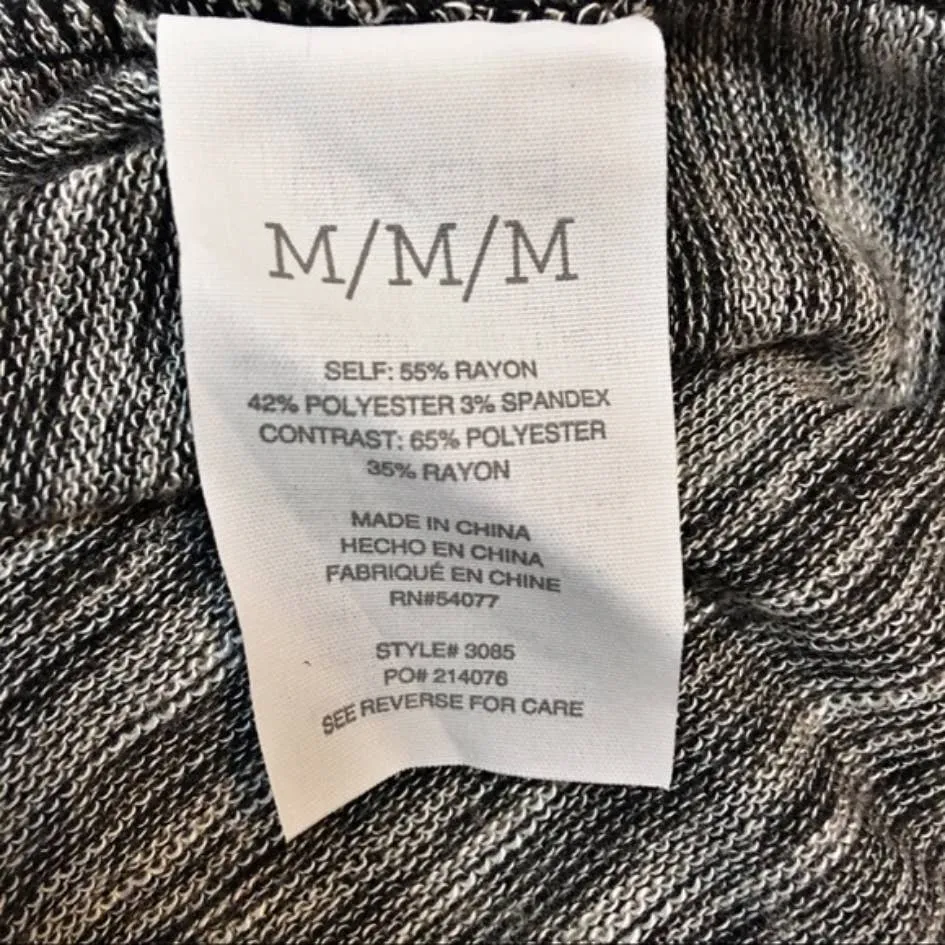 M/M/M
SELF: 55% RAYON
42% POLYESTER 3% SPANDEX
CONTRAST: 65% POLYESTER
35% RAYON
MADE IN CHINA
HECHO EN CHINA
FABRIQUÉ EN CHINE
RN#54077
STYLE# 3085
PO# 214076
SEE REVERSE FOR CARE